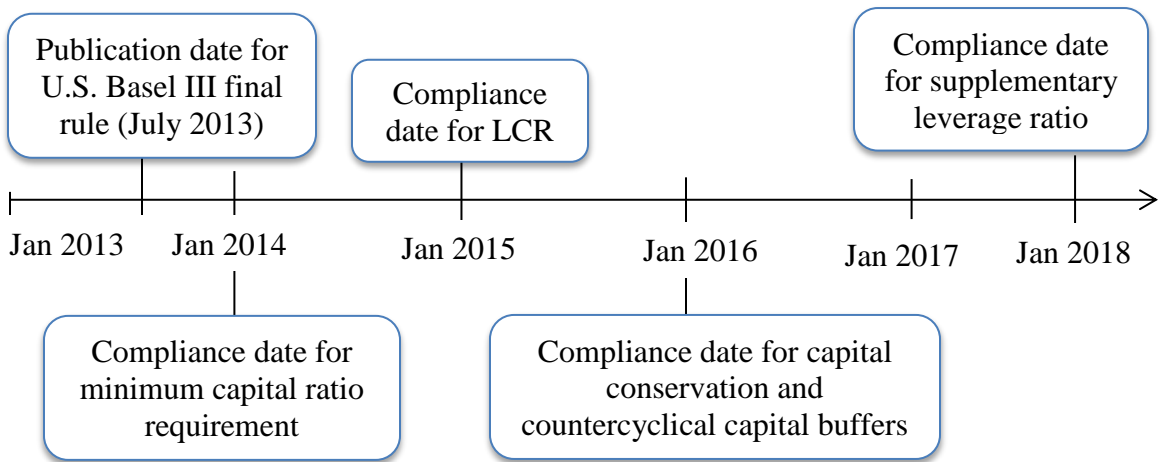 Publication date for
U.S. Basel III final
rule (July 2013)
Compliance
date for LCR
Compliance date
for supplementary
leverage ratio
Jan 2013
Jan 2014
Jan 2015
Jan 2016
Jan 2017
Jan 2018
Compliance date for
minimum capital ratio
requirement
Compliance date for capital
conservation and
countercyclical capital buffers